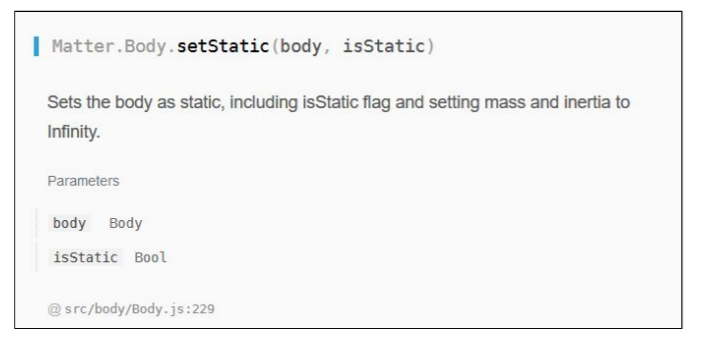 Matter.Body.setStatic(body, isStatic)
Sets the body as static, including isStatic flag and setting mass and inertia to
Infinity.
Parameters
body Body
isStatic Bool
@ src/body/Body.js:229